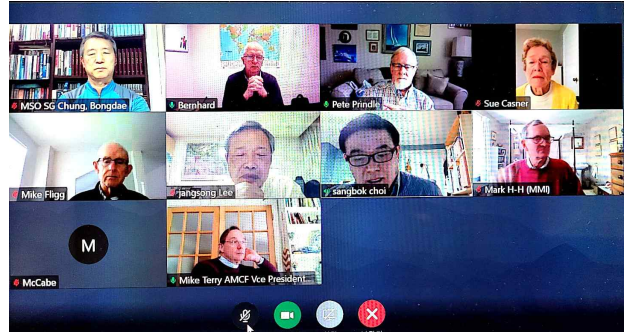 MSO SG Chung, Bongdae
Bernhard
Pete Prindle
Sue Casner
Mike Fligg
jangsong Lee
sangbok choi
Mark H-H (MMI)
M
McCabe
Mike Terry AMCF Vce President